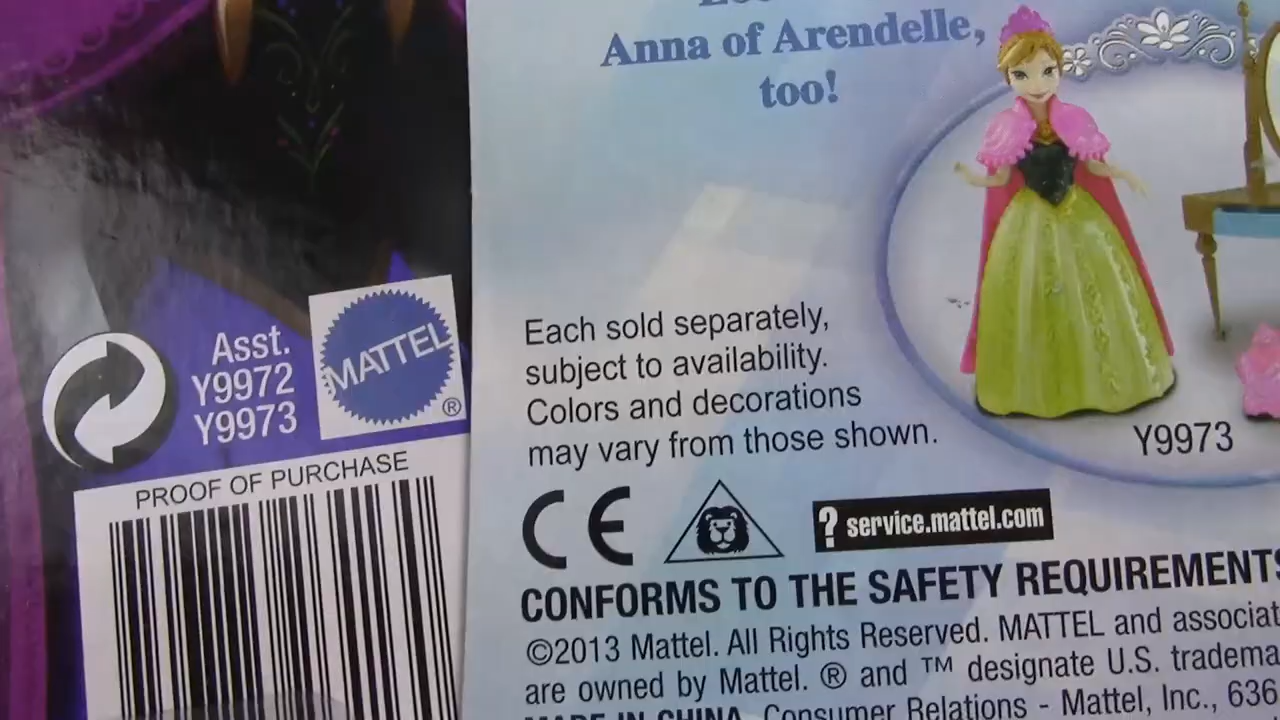 Anna of Arendelle,
too!
Asst.
Y9972
Y9973
MATTEL
®
PROOF OF PURCHASE
Each sold separately,
subject to availability.
Colors and decorations
may vary from those shown.
Y9973
CE
? service.mattel.com
CONFORMS TO THE SAFETY REQUIREMENTS
©2013 Mattel. All Rights Reserved. MATTEL and associat
are owned by Mattel. ® and ™ designate U.S. tradema
MADE IN CHINA. Consumer Relations - Mattel, Inc., 636